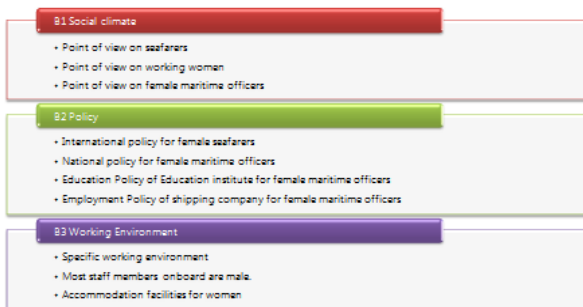 B1 Social climate
• Point of view on seafarers
• Point of view on working women
• Point of view on female maritime officers
B2 Policy
• International policy for female seafarers
• National policy for female maritime officers
• Education Policy of Education institute for female maritime officers
• Employment Policy of shipping company for female maritime officers
B3 Working Environment
• Specific working environment
• Most staff members onboard are male.
• Accommodation facilities for women